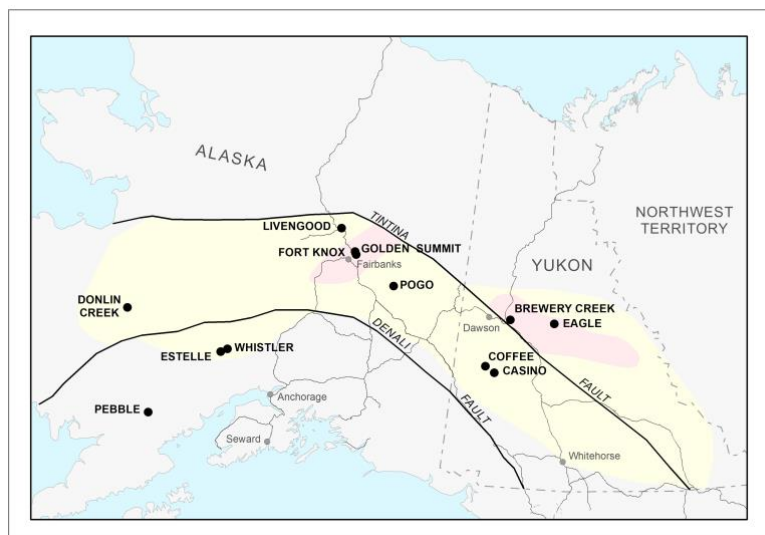 ALASKA
NORTHWEST
TERRITORY
LIVENGOOD
TINTINA
FORT KNOX
GOLDEN SUMMIT
Fairbanks
YUKON
POGO
DONLIN
CREEK
BREWERY CREEK
Dawson
EAGLE
DENALI
ESTELLE
WHISTLER
COFFEE
CASINO
FAULT
FAULT
Anchorage
PEBBLE
Seward
Whitehorse